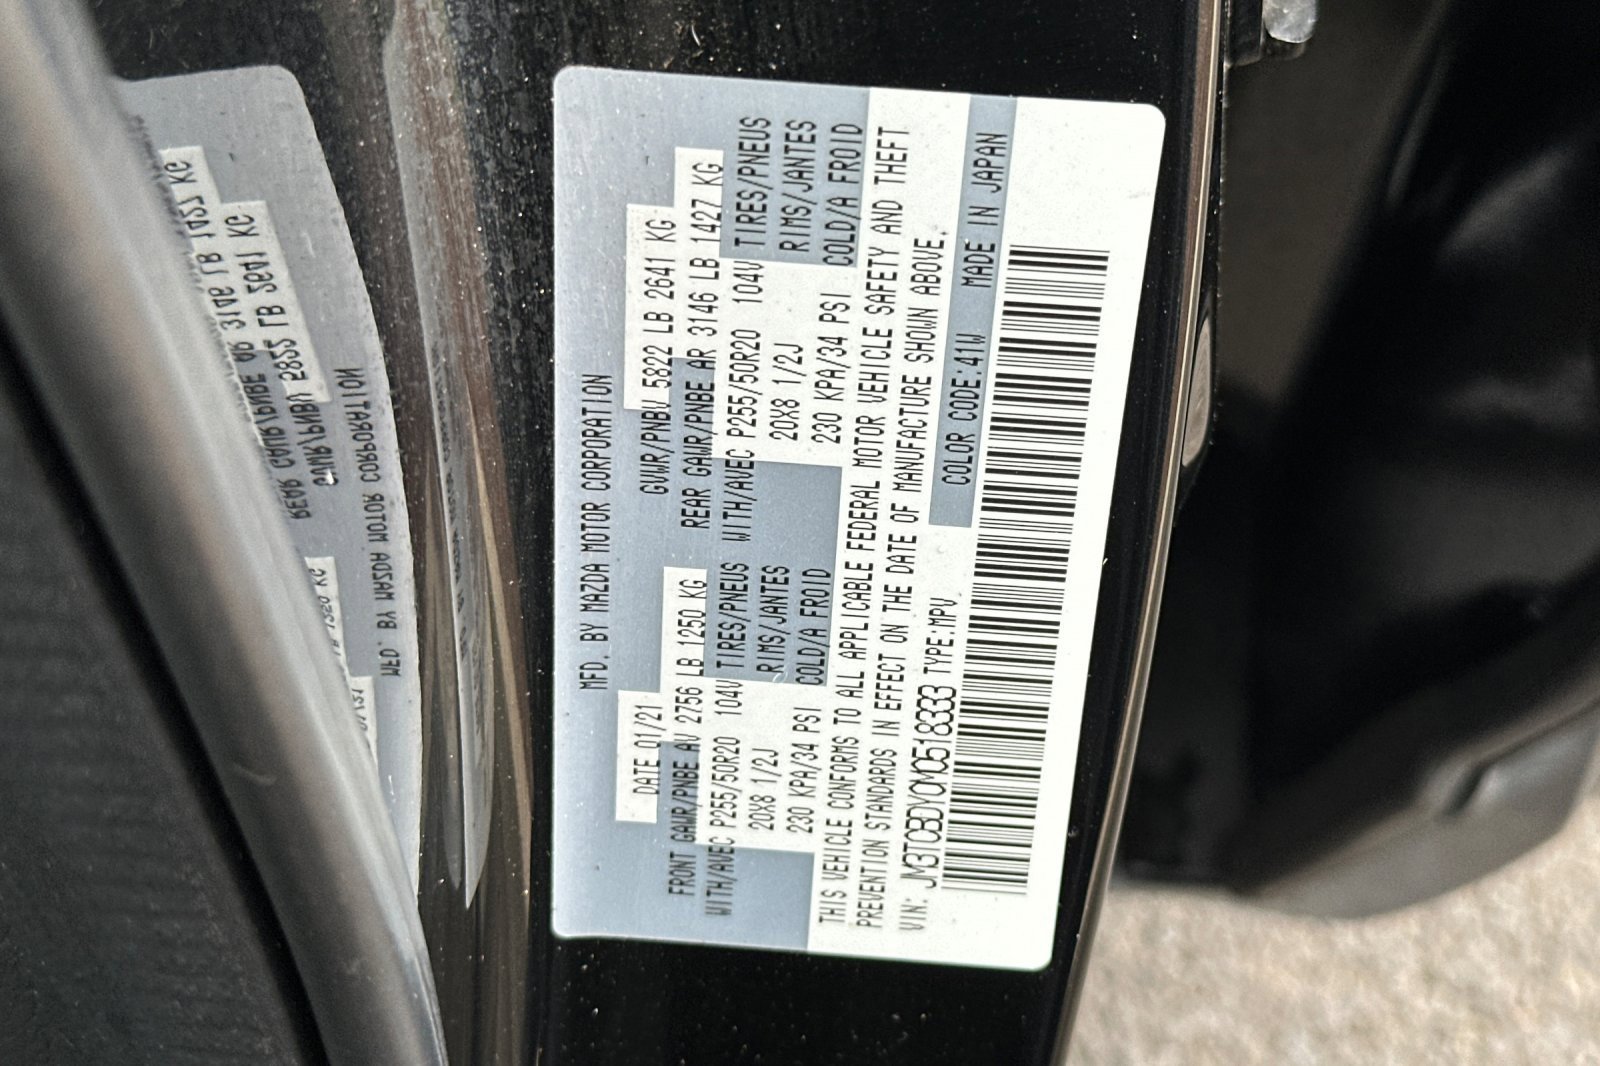 MFD. BY MAZDA MOTOR CORPORATION
DATE 01/21 GVWR/PNBV 5822 LB 2641 KG
FRONT GAWR/PNBE AV 2756 LB 1250 KG REAR GAWR/PNBE AR 3146 LB 1427 KG
WITH/AVEC P255/50R20 104V TIRES/PNEUS WITH/AVEC P255/50R20 104V TIRES/PNEUS
20X8 1/2J RIMS/JANTES 20X8 1/2J RIMS/JANTES
230 KPA/34 PSI COLD/A FROID 230 KPA/34 PSI COLD/A FROID
THIS VEHICLE CONFORMS TO ALL APPLICABLE FEDERAL MOTOR VEHICLE SAFETY AND THEFT
PREVENTION STANDARDS IN EFFECT ON THE DATE OF MANUFACTURE SHOWN ABOVE.
VIN: JM3TCBDY0M0518333 TYPE:MPV COLOR CODE:41W MADE IN JAPAN